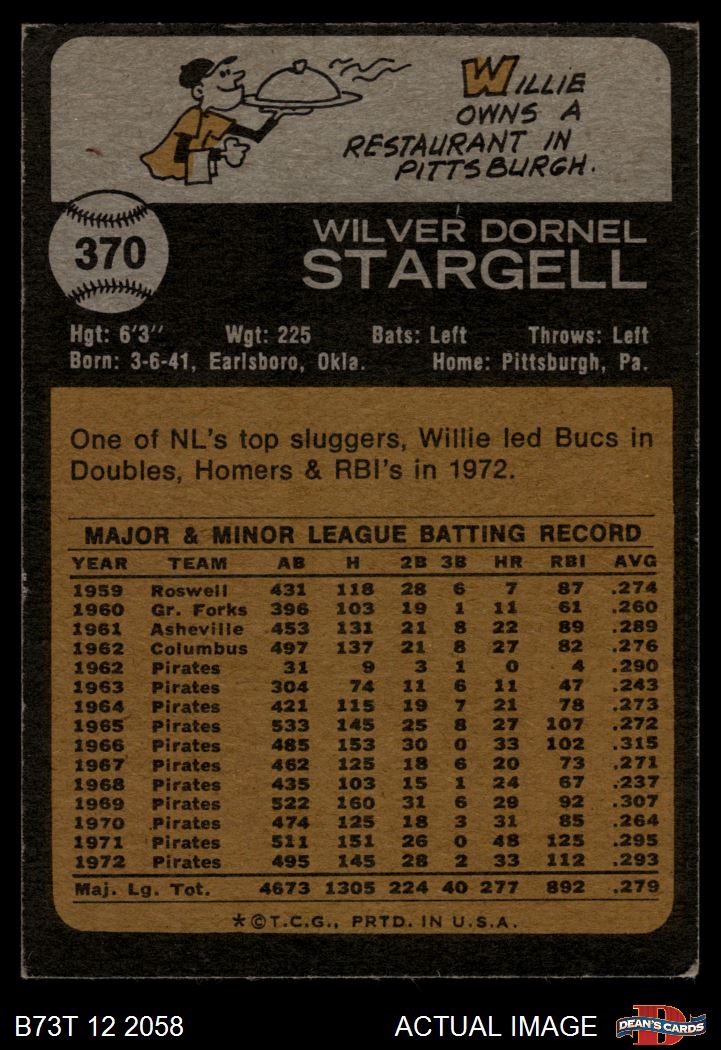 WILLIE
OWNS A
RESTAURANT IN
PITTSBURGH.
370
WILVER DORNEL
STARGELL
Hgt: 6'3" Wgt: 225 Bats: Left Throws: Left
Born: 3-6-41, Earlsboro, Okla. Home: Pittsburgh, Pa.
One of NL's top sluggers, Willie led Bucs in
Doubles, Homers & RBI's in 1972.
MAJOR & MINOR LEAGUE BATTING RECORD
YEAR TEAM AB H 2B 3B HR RBI AVG
1959 Roswell 431 118 28 6 7 87 .274
1960 Gr. Forks 396 103 19 1 11 61 .260
1961 Asheville 453 131 21 8 22 89 .289
1962 Columbus 497 137 21 8 27 82 .276
1962 Pirates 31 9 3 1 0 4 .290
1963 Pirates 304 74 11 6 11 47 .243
1964 Pirates 421 115 19 7 21 78 .273
1965 Pirates 533 145 25 8 27 107 .272
1966 Pirates 485 153 30 0 33 102 .315
1967 Pirates 462 125 18 6 20 73 .271
1968 Pirates 435 103 15 1 24 67 .237
1969 Pirates 522 160 31 6 29 92 .307
1970 Pirates 474 125 18 3 31 85 .264
1971 Pirates 511 151 26 0 48 125 .295
1972 Pirates 495 145 28 2 33 112 .293
Maj. Lg. Tot. 4673 1305 224 40 277 892 .279
*©T.C.G., PRTD. IN U.S.A.
B73T 12 2058 ACTUAL IMAGE DEAN'S CARDS